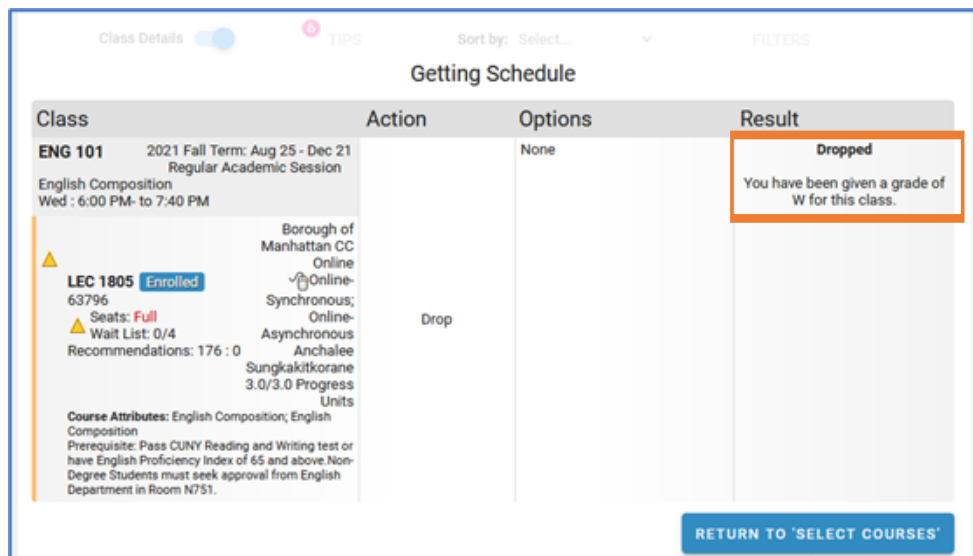 Class Details 6 TIPS Sort by: Select... FILTERS
Getting Schedule
Class Action Options Result
ENG 101 2021 Fall Term: Aug 25 - Dec 21
Regular Academic Session
English Composition
Wed : 6:00 PM- to 7:40 PM
None
Dropped
You have been given a grade of
W for this class.
Borough of
Manhattan CC
Online
Online-
Synchronous;
Online-
Asynchronous
Anchalee
Sungkakitkorane
3.0/3.0 Progress
Units
LEC 1805 Enrolled
63796
Seats: Full
Wait List: 0/4
Recommendations: 176 : 0
Course Attributes: English Composition; English
Composition
Prerequisite: Pass CUNY Reading and Writing test or
have English Proficiency Index of 65 and above.Non-
Degree Students must seek approval from English
Department in Room N751.
Drop
RETURN TO 'SELECT COURSES'